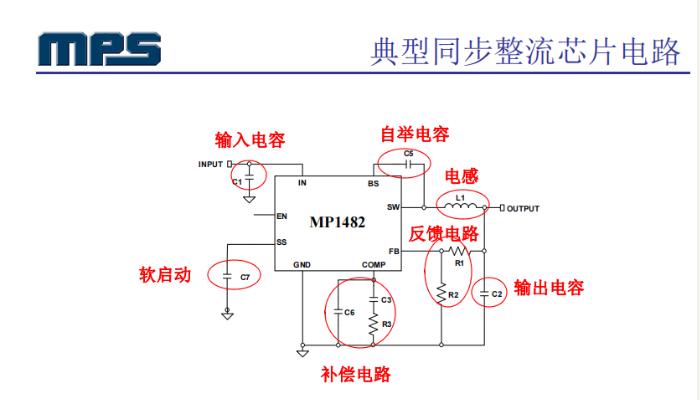 MPS
典型同步整流芯片电路
输入电容
自举电容
INPUT
C1
C5
IN
BS
电感
L1
SW
OUTPUT
EN
MP1482
反馈电路
SS
FB
R1
软启动
C7
GND
COMP
R2
C2
输出电容
C3
C6
R3
补偿电路